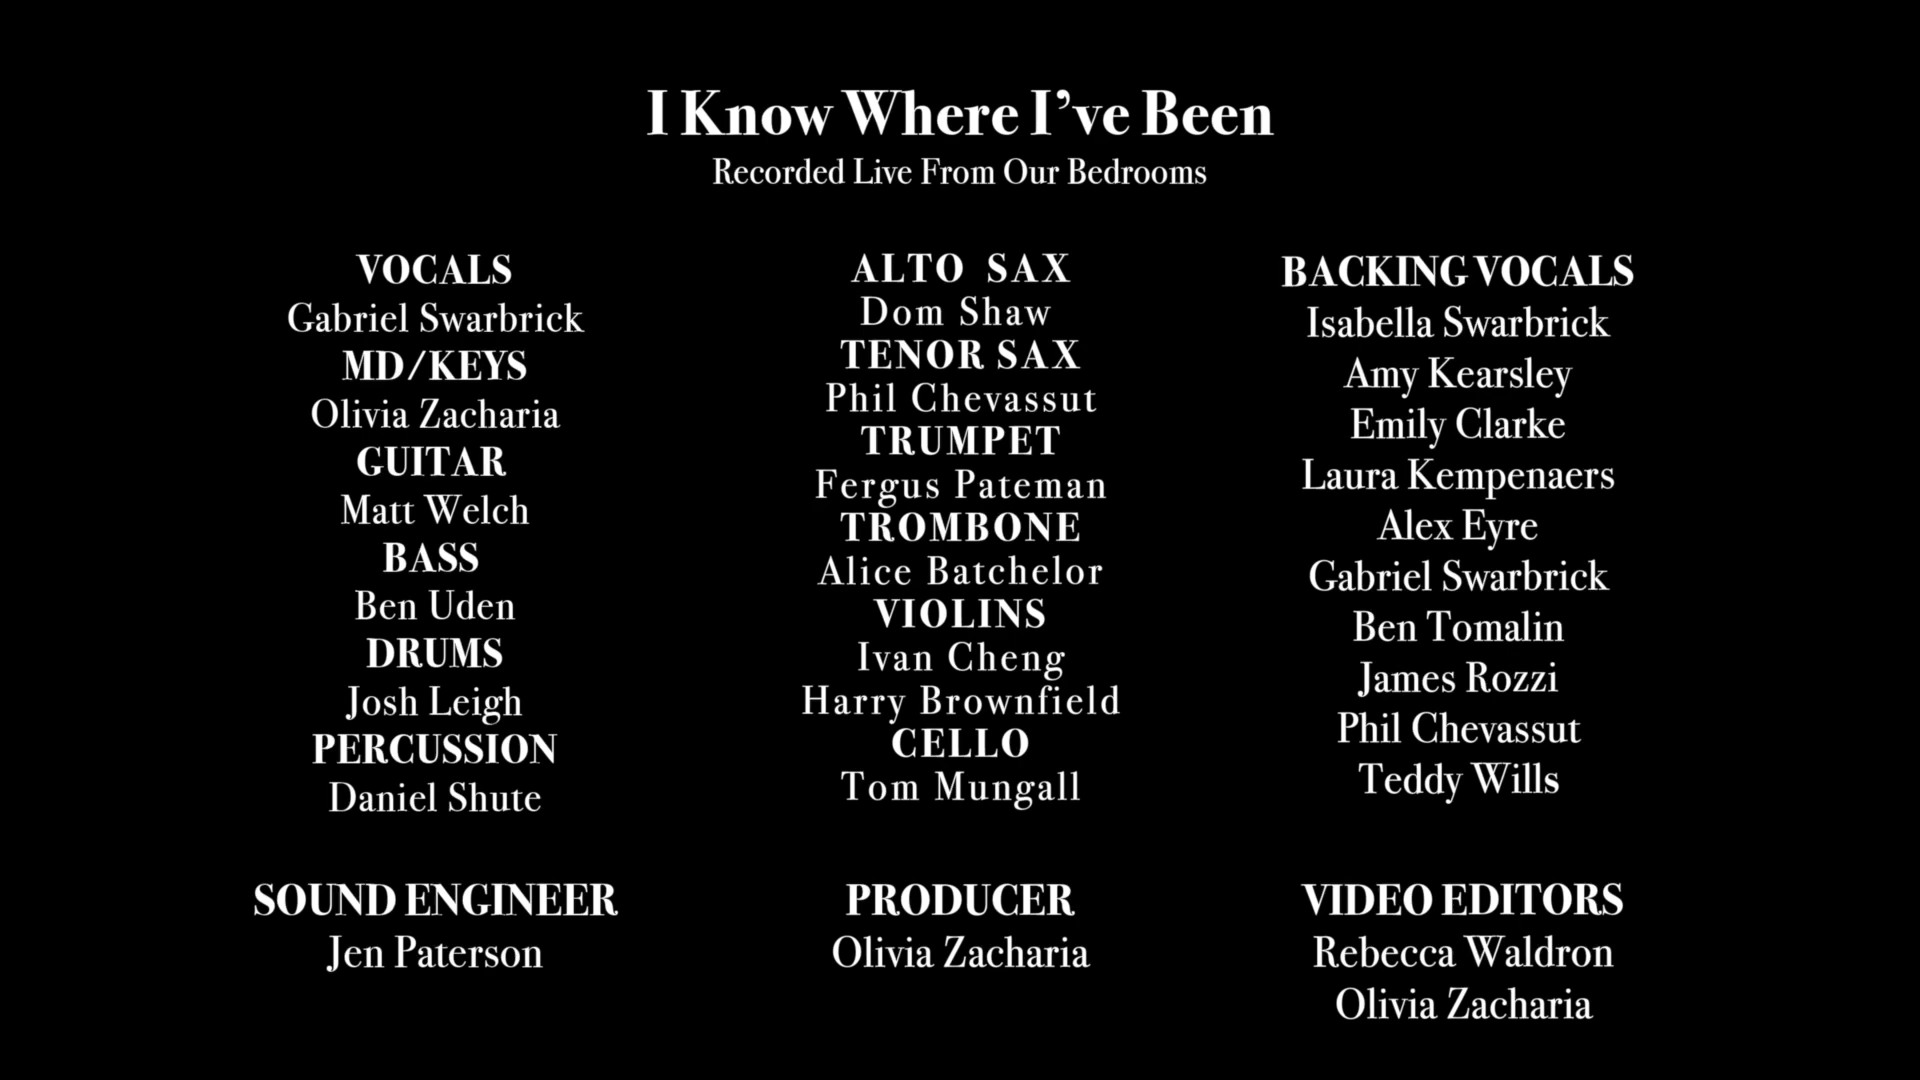 I Know Where I've Been
Recorded Live From Our Bedrooms
VOCALS
Gabriel Swarbrick
MD/KEYS
Olivia Zacharia
GUITAR
Matt Welch
BASS
Ben Uden
DRUMS
Josh Leigh
PERCUSSION
Daniel Shute
ALTO SAX
Dom Shaw
TENOR SAX
Phil Chevassut
TRUMPET
Fergus Pateman
TROMBONE
Alice Batchelor
VIOLINS
Ivan Cheng
Harry Brownfield
CELLO
Tom Mungall
BACKING VOCALS
Isabella Swarbrick
Amy Kearsley
Emily Clarke
Laura Kempenaers
Alex Eyre
Gabriel Swarbrick
Ben Tomalin
James Rozzi
Phil Chevassut
Teddy Wills
SOUND ENGINEER
Jen Paterson
PRODUCER
Olivia Zacharia
VIDEO EDITORS
Rebecca Waldron
Olivia Zacharia